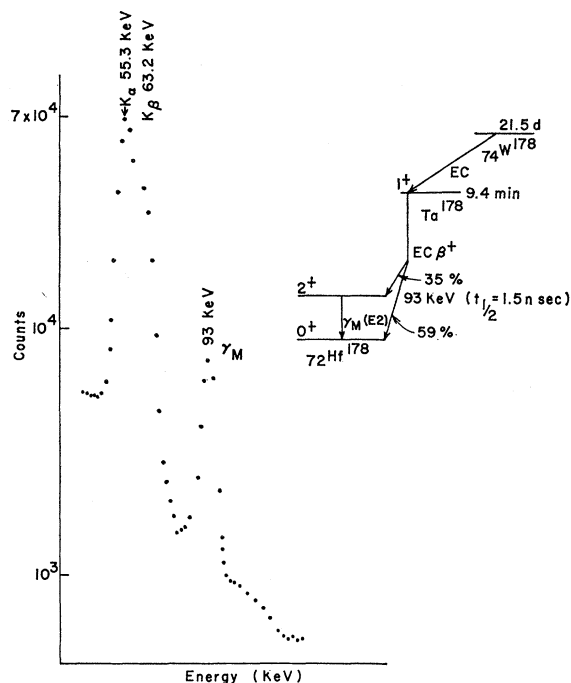 Kα 55.3 KeV
Kβ 63.2 KeV
7x10⁴
10⁴
10³
Counts
93 KeV
γM
Energy (KeV)
21.5 d
₇₄W¹⁷⁸
EC
1⁺
9.4 min
Ta¹⁷⁸
EC β⁺
35 %
2⁺
93 KeV (t½=1.5 n sec)
γM(E2)
59 %
0⁺
₇₂Hf¹⁷⁸